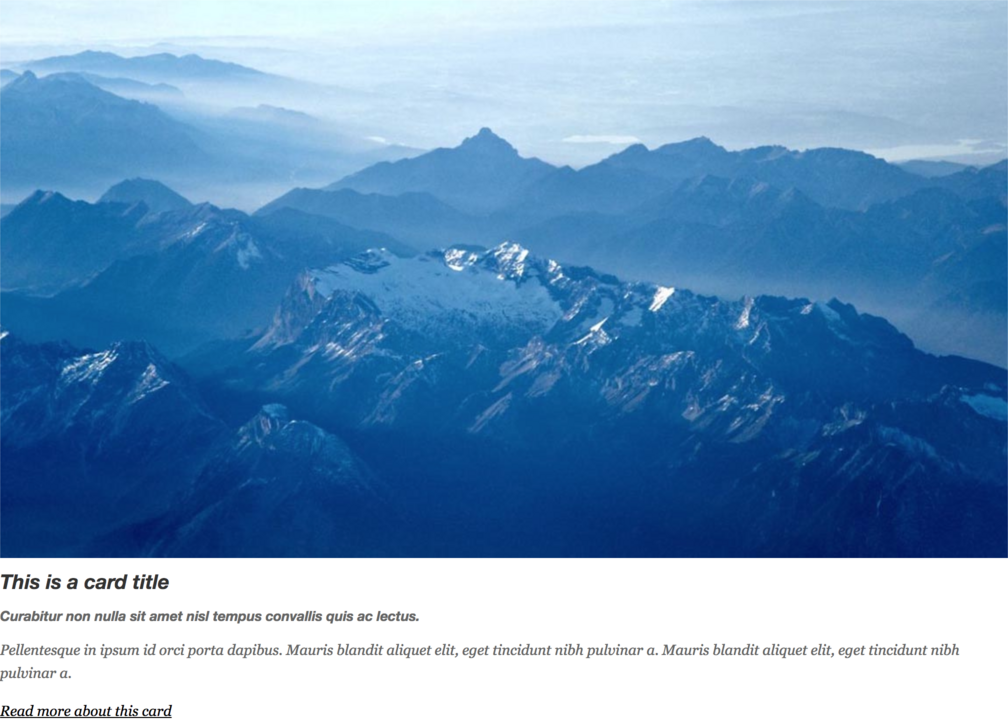 This is a card title
Curabitur non nulla sit amet nisl tempus convallis quis ac lectus.
Pellentesque in ipsum id orci porta dapibus. Mauris blandit aliquet elit, eget tincidunt nibh pulvinar a. Mauris blandit aliquet elit, eget tincidunt nibh
pulvinar a.
Read more about this card